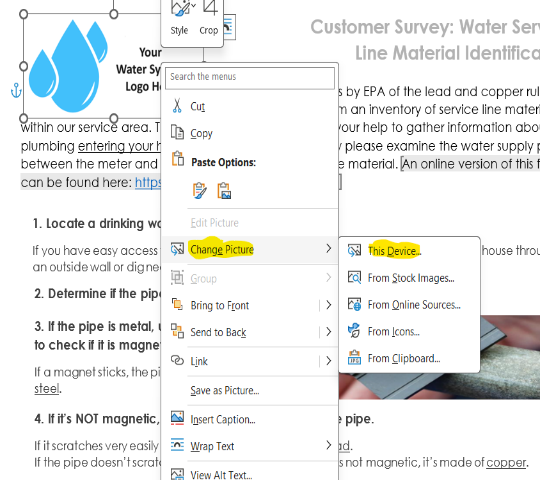 Style Crop
Customer Survey: Water Serv
Line Material Identifica
Your
Water Sy
Logo He
Search the menus
Cut
Copy
Paste Options:
Edit Picture
Change Picture
Group
Bring to Front
Send to Back
Link
Save as Picture...
Insert Caption...
Wrap Text
View Alt Text...
This Device...
From Stock Images...
From Online Sources...
From Icons...
From Clipboard...
s by EPA of the lead and copper rul
m an inventory of service line materi
within our service area. T your help to gather information abou
plumbing entering your h y please examine the water supply p
between the meter and e material. An online version of this f
can be found here: https
1. Locate a drinking wa
If you have easy access house throu
an outside wall or dig ne
2. Determine if the pipe
3. If the pipe is metal, u
to check if it is magne
If a magnet sticks, the pi
steel.
4. If it's NOT magnetic, e pipe.
If it scratches very easily ad.
If the pipe doesn't scrat s not magnetic, it's made of copper.